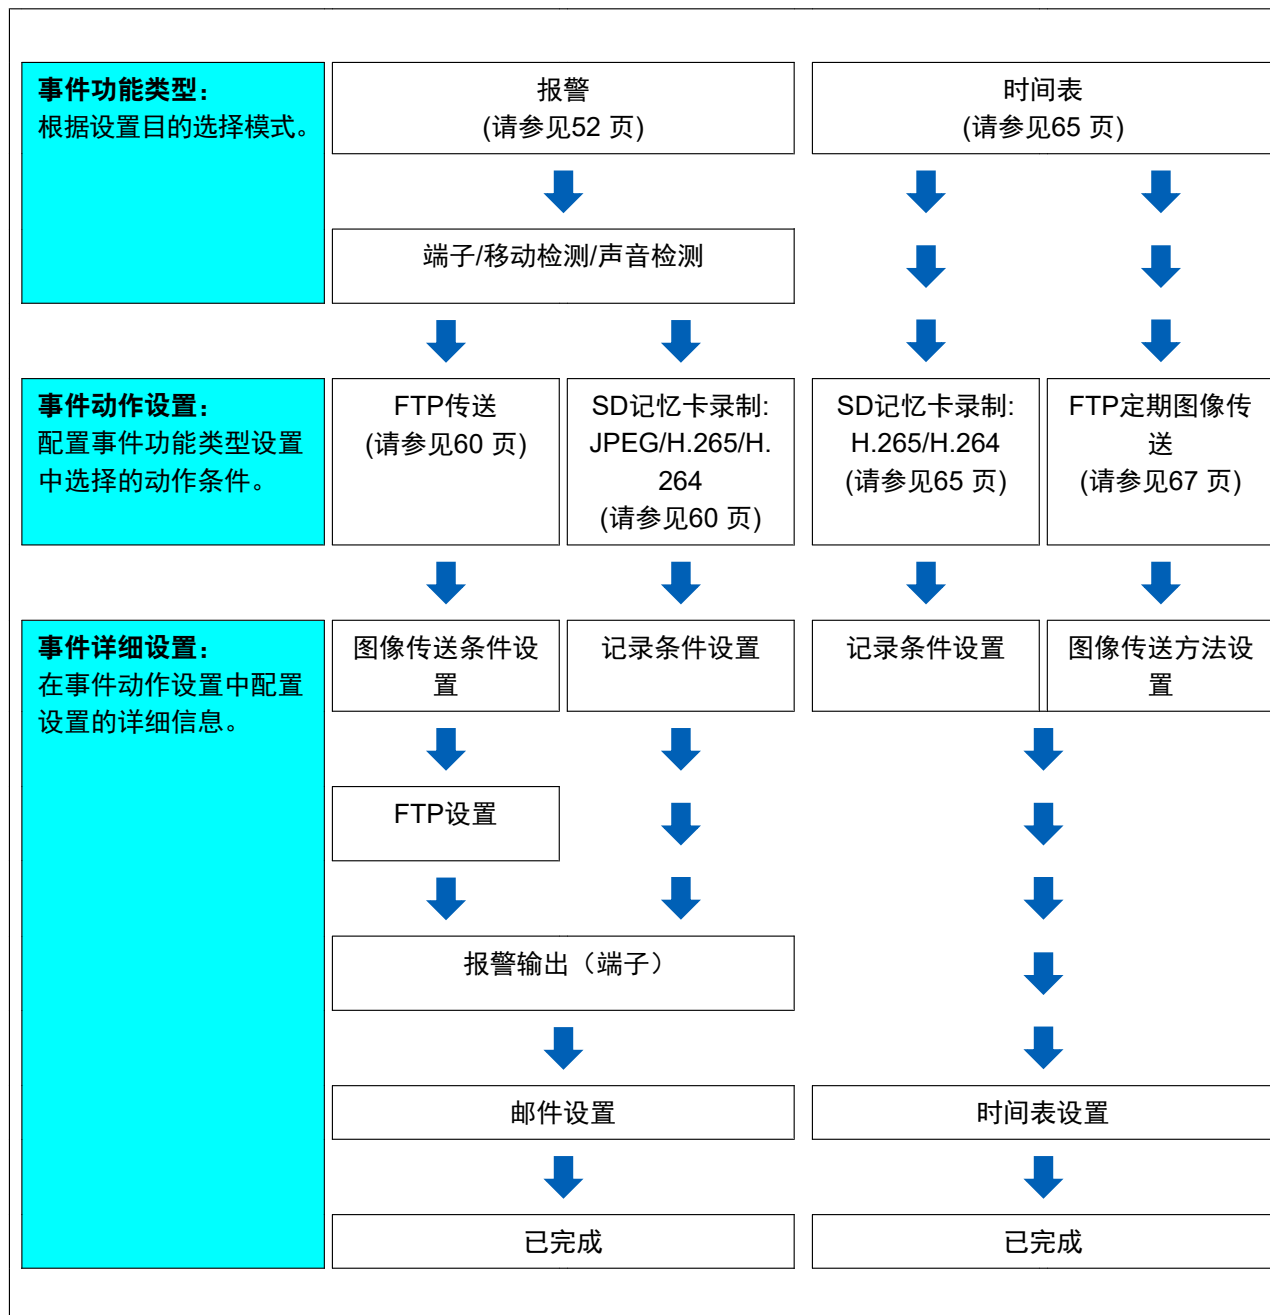 事件功能类型：
根据设置目的选择模式。
报警
(请参见52 页)
时间表
(请参见65 页)
端子/移动检测/声音检测
事件动作设置：
配置事件功能类型设置
中选择的动作条件。
FTP传送
(请参见60 页)
SD记忆卡录制:
JPEG/H.265/H.
264
(请参见60 页)
SD记忆卡录制:
H.265/H.264
(请参见65 页)
FTP定期图像传
送
(请参见67 页)
事件详细设置：
在事件动作设置中配置
设置的详细信息。
图像传送条件设
置
记录条件设置
记录条件设置
图像传送方法设
置
FTP设置
报警输出（端子）
邮件设置
时间表设置
已完成
已完成